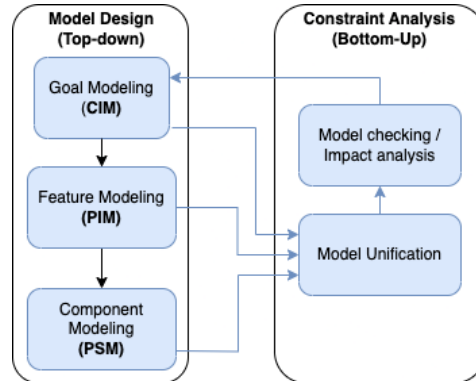 Model Design
(Top-down)
Goal Modeling
(CIM)
Feature Modeling
(PIM)
Component
Modeling
(PSM)
Constraint Analysis
(Bottom-Up)
Model checking /
Impact analysis
Model Unification